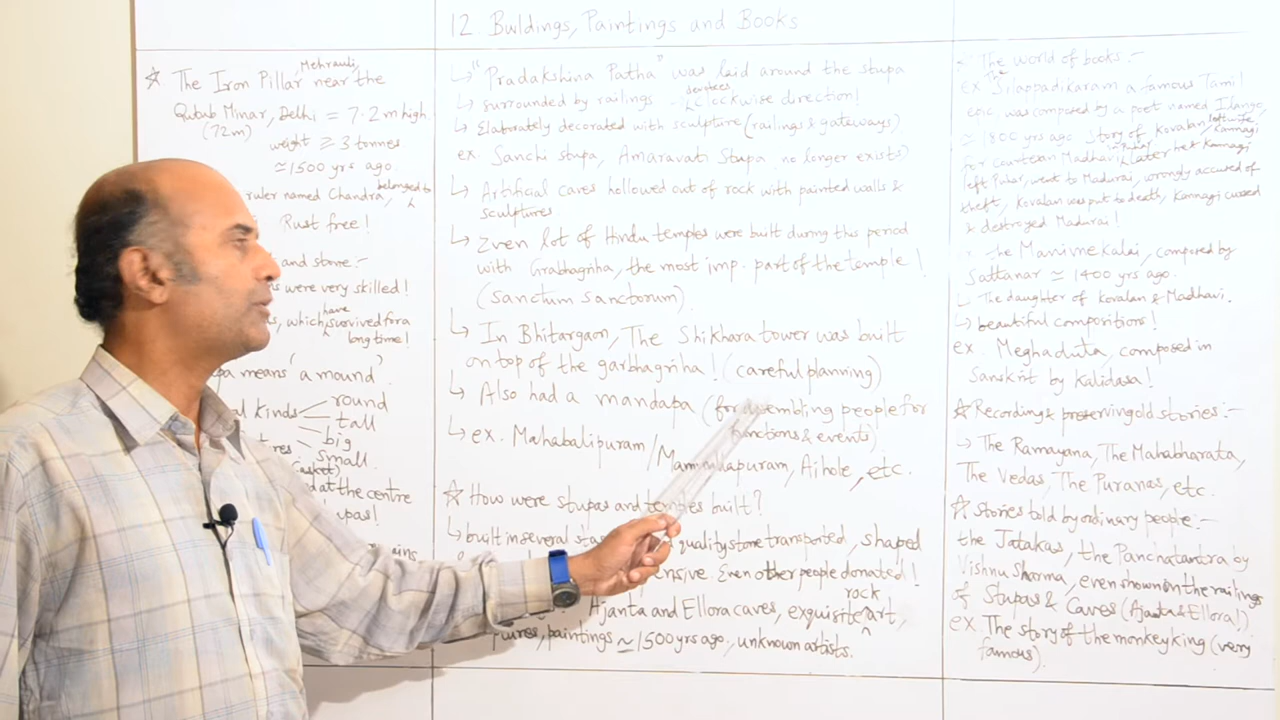 12. Buildings, Paintings and Books
☆ The Iron Pillar near the
Mehrauli,
Qutub Minar, Delhi = 7.2 m high
(72m)
weight ≥ 3 tonnes
≃ 1500 yrs ago
ruler named Chandra,
belonged to
Rust free!
and stone:-
were very skilled!
which survived for a
have
long time!
means 'a mound'
kinds round
tall
big
small
(Casket)
at the centre
↳ "Pradakshina Patha" was laid around the stupa
↳ surrounded by railings - clockwise direction!
devotees
↳ Elaborately decorated with sculpture (railings & gateways)
ex. Sanchi stupa, Amaravati Stupa no longer exists)
↳ Artificial caves hollowed out of rock with painted walls &
sculptures
↳ Even lot of Hindu temples were built during this period
with Grabhagriha, the most imp. part of the temple!
(sanctum sanctorum)
↳ In Bhitargaon, The Shikhara tower was built
on top of the garbhagriha! (careful planning)
↳ Also had a mandapa (for people for
functions & events)
↳ ex. Mahabalipuram/ Aihole, etc.
☆ How were stupas and temples built?
↳ built in several quality stone transported, shaped
Even other people donated!
Ajanta and Ellora caves, exquisite art,
rock
paintings ≃ 1500 yrs ago, unknown artists.
The world of books:-
ex. The Silappadikaram a famous Tamil
epic, was composed by a poet named Ilango,
≃ 1800 yrs ago story of Kovalan left wife, Kannagi
for courtesan Madhavi, later he & Kannagi
left Puhar, went to Madurai, wrongly accused of
theft, Kovalan was put to death, Kannagi cursed
& destroyed Madurai!
the Manimekalai, composed by
Sattanar ≃ 1400 yrs ago.
↳ The daughter of Kovalan & Madhavi.
↳ beautiful compositions!
ex. Meghaduta, composed in
Sanskrit by Kalidasa!
☆ Recording & preserving old stories:-
↳ The Ramayana, The Mahabharata,
The Vedas, The Puranas, etc.
☆ Stories told by ordinary people:-
the Jatakas, the Panchatantra by
Vishnu Sharma, even shown on the railings
of Stupas & Caves (Ajanta & Ellora!)
ex. The story of the monkey king (very
famous).